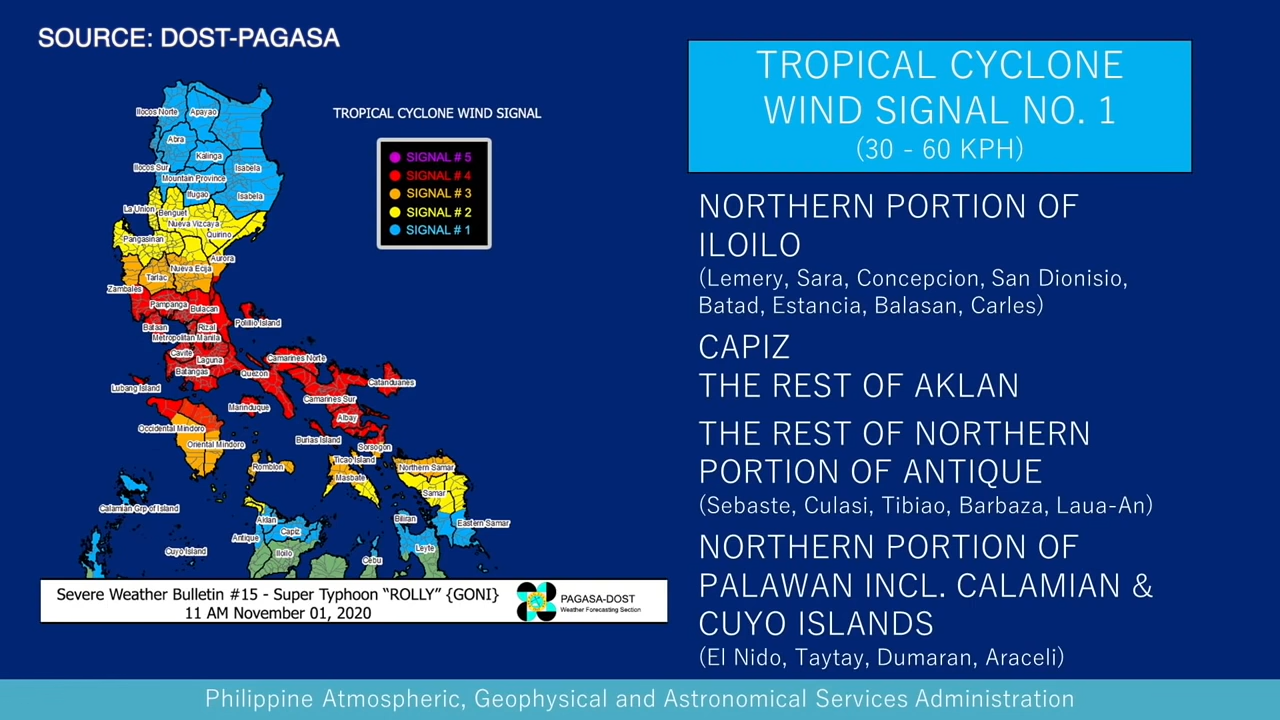 SOURCE: DOST-PAGASA
TROPICAL CYCLONE WIND SIGNAL
SIGNAL # 5
SIGNAL # 4
SIGNAL # 3
SIGNAL # 2
SIGNAL # 1
Ilocos Norte
Apayao
Abra
Kalinga
Ilocos Sur
Isabela
Mountain Province
Ifugao
Isabela
La Union
Benguet
Nueva Vizcaya
Quirino
Pangasinan
Aurora
Nueva Ecija
Tarlac
Zambales
Pampanga
Bulacan
Polillo Island
Bataan
Rizal
Metropolitan Manila
Cavite
Laguna
Camarines Norte
Batangas
Quezon
Catanduanes
Lubang Island
Camarines Sur
Marinduque
Albay
Occidental Mindoro
Burias Island
Oriental Mindoro
Sorsogon
Ticao Island
Romblon
Northern Samar
Masbate
Samar
Calamian Grp of Island
Aklan
Biliran
Eastern Samar
Capiz
Antique
Leyte
Cuyo Island
Iloilo
Cebu
Severe Weather Bulletin #15 - Super Typhoon “ROLLY” {GONI}
11 AM November 01, 2020
PAGASA-DOST
Weather Forecasting Section
TROPICAL CYCLONE
WIND SIGNAL NO. 1
(30 - 60 KPH)
NORTHERN PORTION OF
ILOILO
(Lemery, Sara, Concepcion, San Dionisio,
Batad, Estancia, Balasan, Carles)
CAPIZ
THE REST OF AKLAN
THE REST OF NORTHERN
PORTION OF ANTIQUE
(Sebaste, Culasi, Tibiao, Barbaza, Laua-An)
NORTHERN PORTION OF
PALAWAN INCL. CALAMIAN &
CUYO ISLANDS
(El Nido, Taytay, Dumaran, Araceli)
Philippine Atmospheric, Geophysical and Astronomical Services Administration